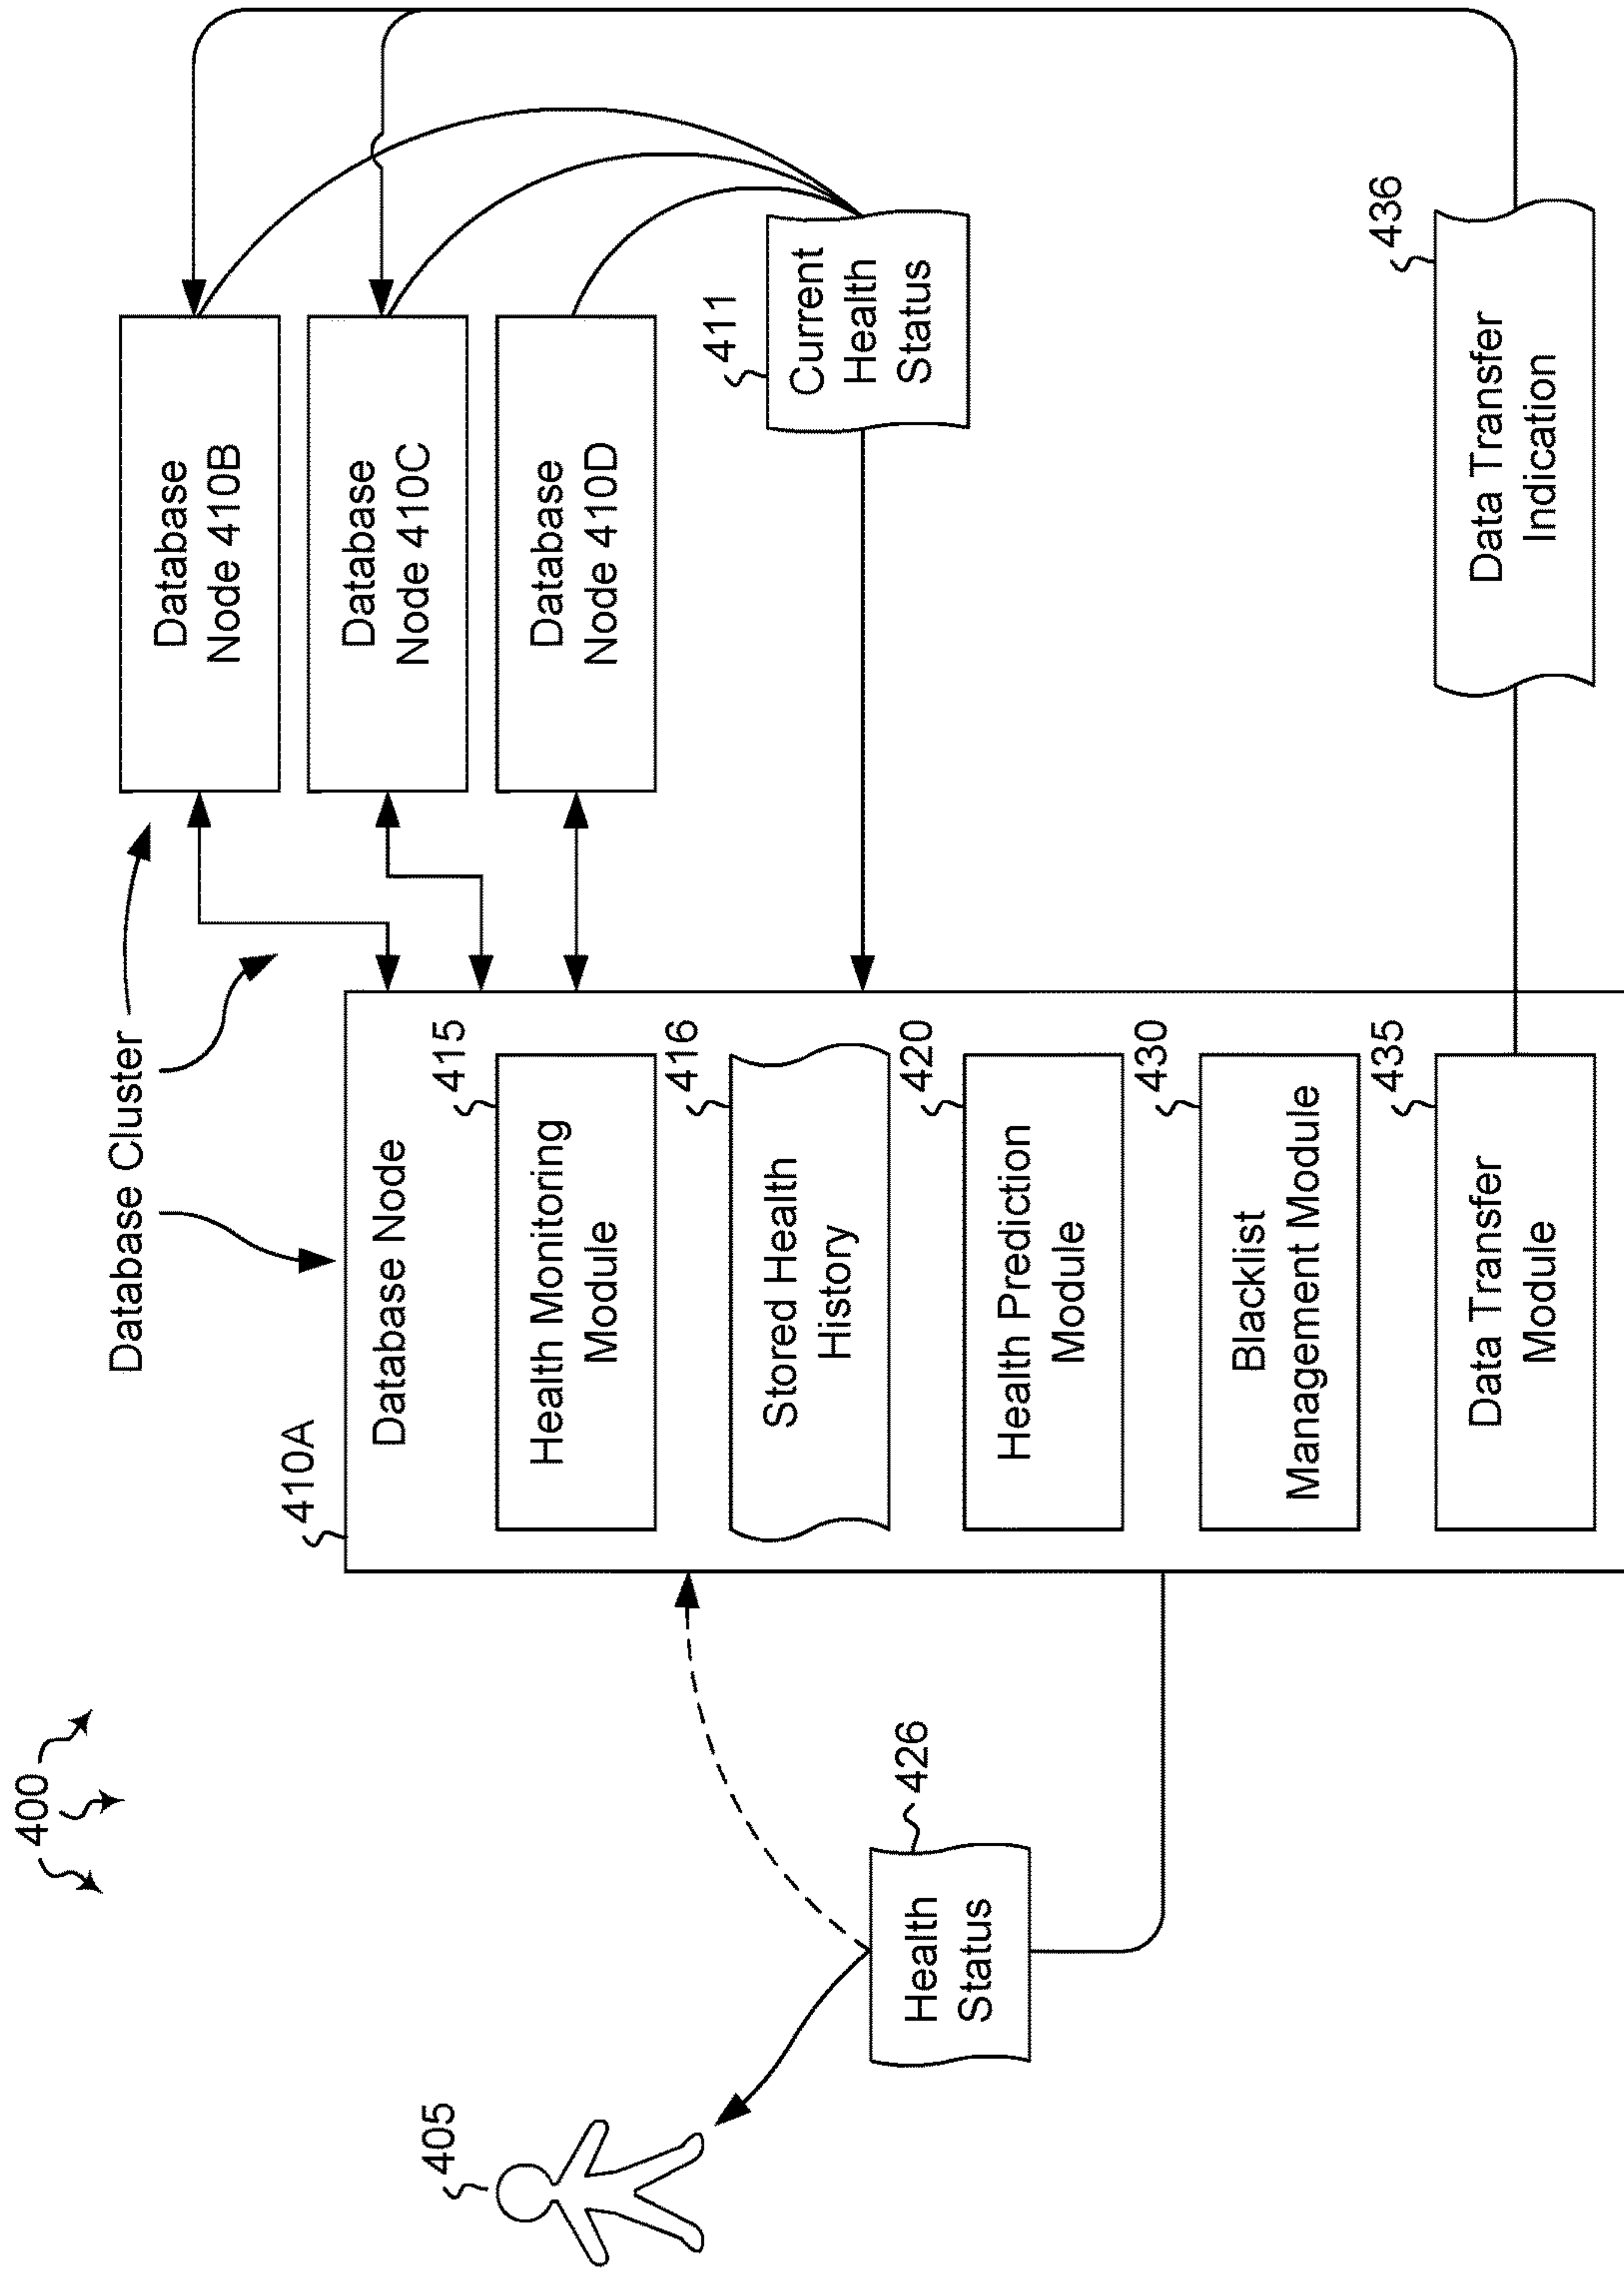 400
405
Health
Status
426
Database Cluster
410A
Database Node
Health Monitoring
Module
415
Stored Health
History
416
Health Prediction
Module
420
Blacklist
Management Module
430
Data Transfer
Module
435
Database
Node 410B
Database
Node 410C
Database
Node 410D
411
Current
Health
Status
436
Data Transfer
Indication